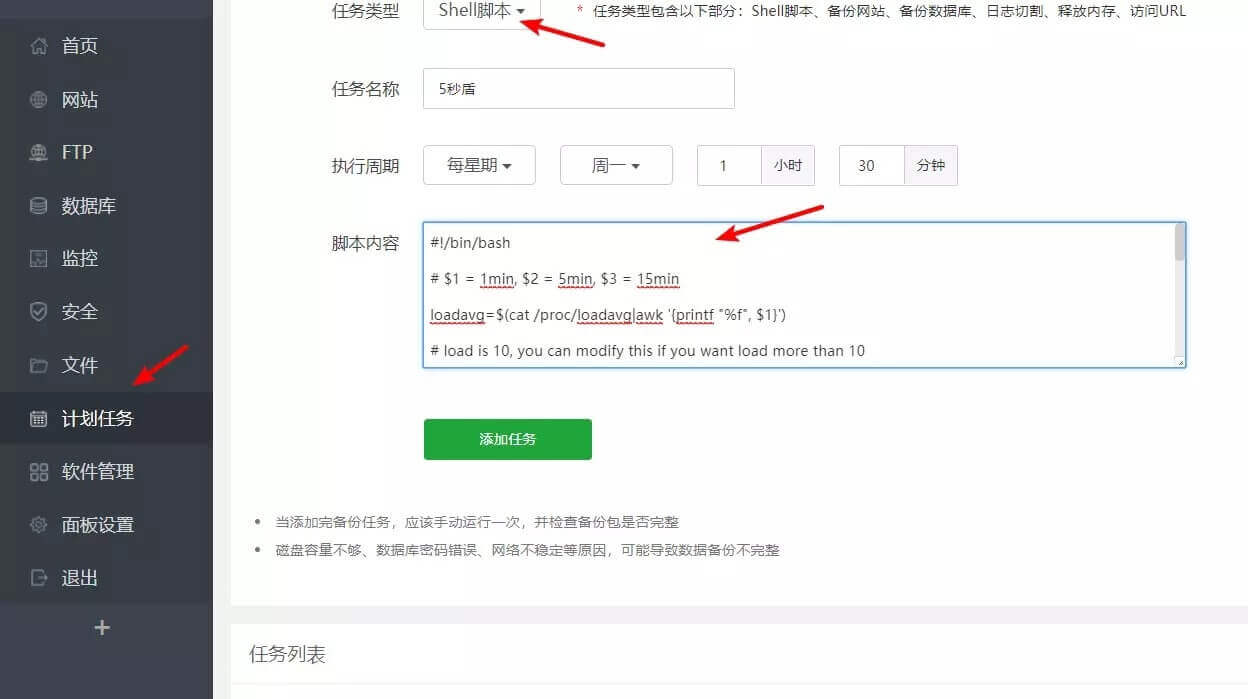 首页
网站
FTP
数据库
监控
安全
文件
计划任务
软件管理
面板设置
退出
+
任务类型 Shell脚本 * 任务类型包含以下部分：Shell脚本、备份网站、备份数据库、日志切割、释放内存、访问URL
任务名称 5秒盾
执行周期 每星期 周一 1 小时 30 分钟
脚本内容 #!/bin/bash
# $1 = 1min, $2 = 5min, $3 = 15min
loadavg=$(cat /proc/loadavg|awk '{printf "%f", $1}')
# load is 10, you can modify this if you want load more than 10
添加任务
• 当添加完备份任务，应该手动运行一次，并检查备份包是否完整
• 磁盘容量不够、数据库密码错误、网络不稳定等原因，可能导致数据备份不完整
任务列表